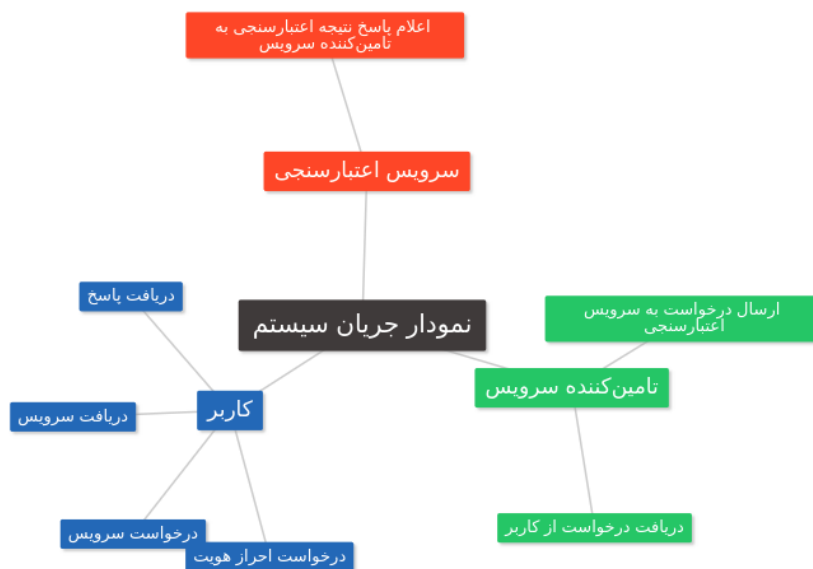 اعلام پاسخ نتیجه اعتبارسنجی به
تامین‌کننده سرویس
سرویس اعتبارسنجی
نمودار جریان سیستم
دریافت پاسخ
کاربر
دریافت سرویس
درخواست سرویس
درخواست احراز هویت
ارسال درخواست به سرویس
اعتبارسنجی
تامین‌کننده سرویس
دریافت درخواست از کاربر